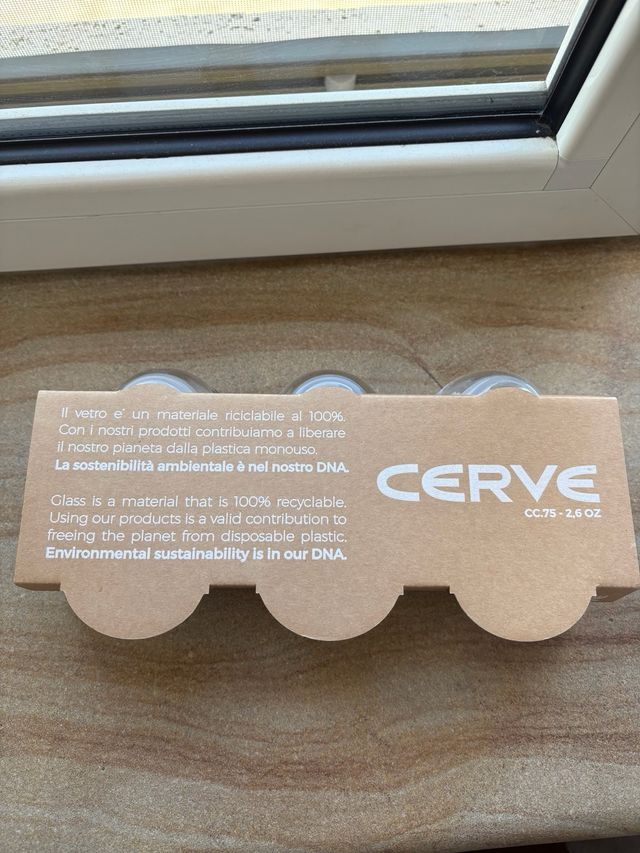 Il vetro e' un materiale riciclabile al 100%.
Con i nostri prodotti contribuiamo a liberare
il nostro pianeta dalla plastica monouso.
La sostenibilità ambientale è nel nostro DNA.
Glass is a material that is 100% recyclable.
Using our products is a valid contribution to
freeing the planet from disposable plastic.
Environmental sustainability is in our DNA.
CERVE
CC.75 - 2,6 OZ